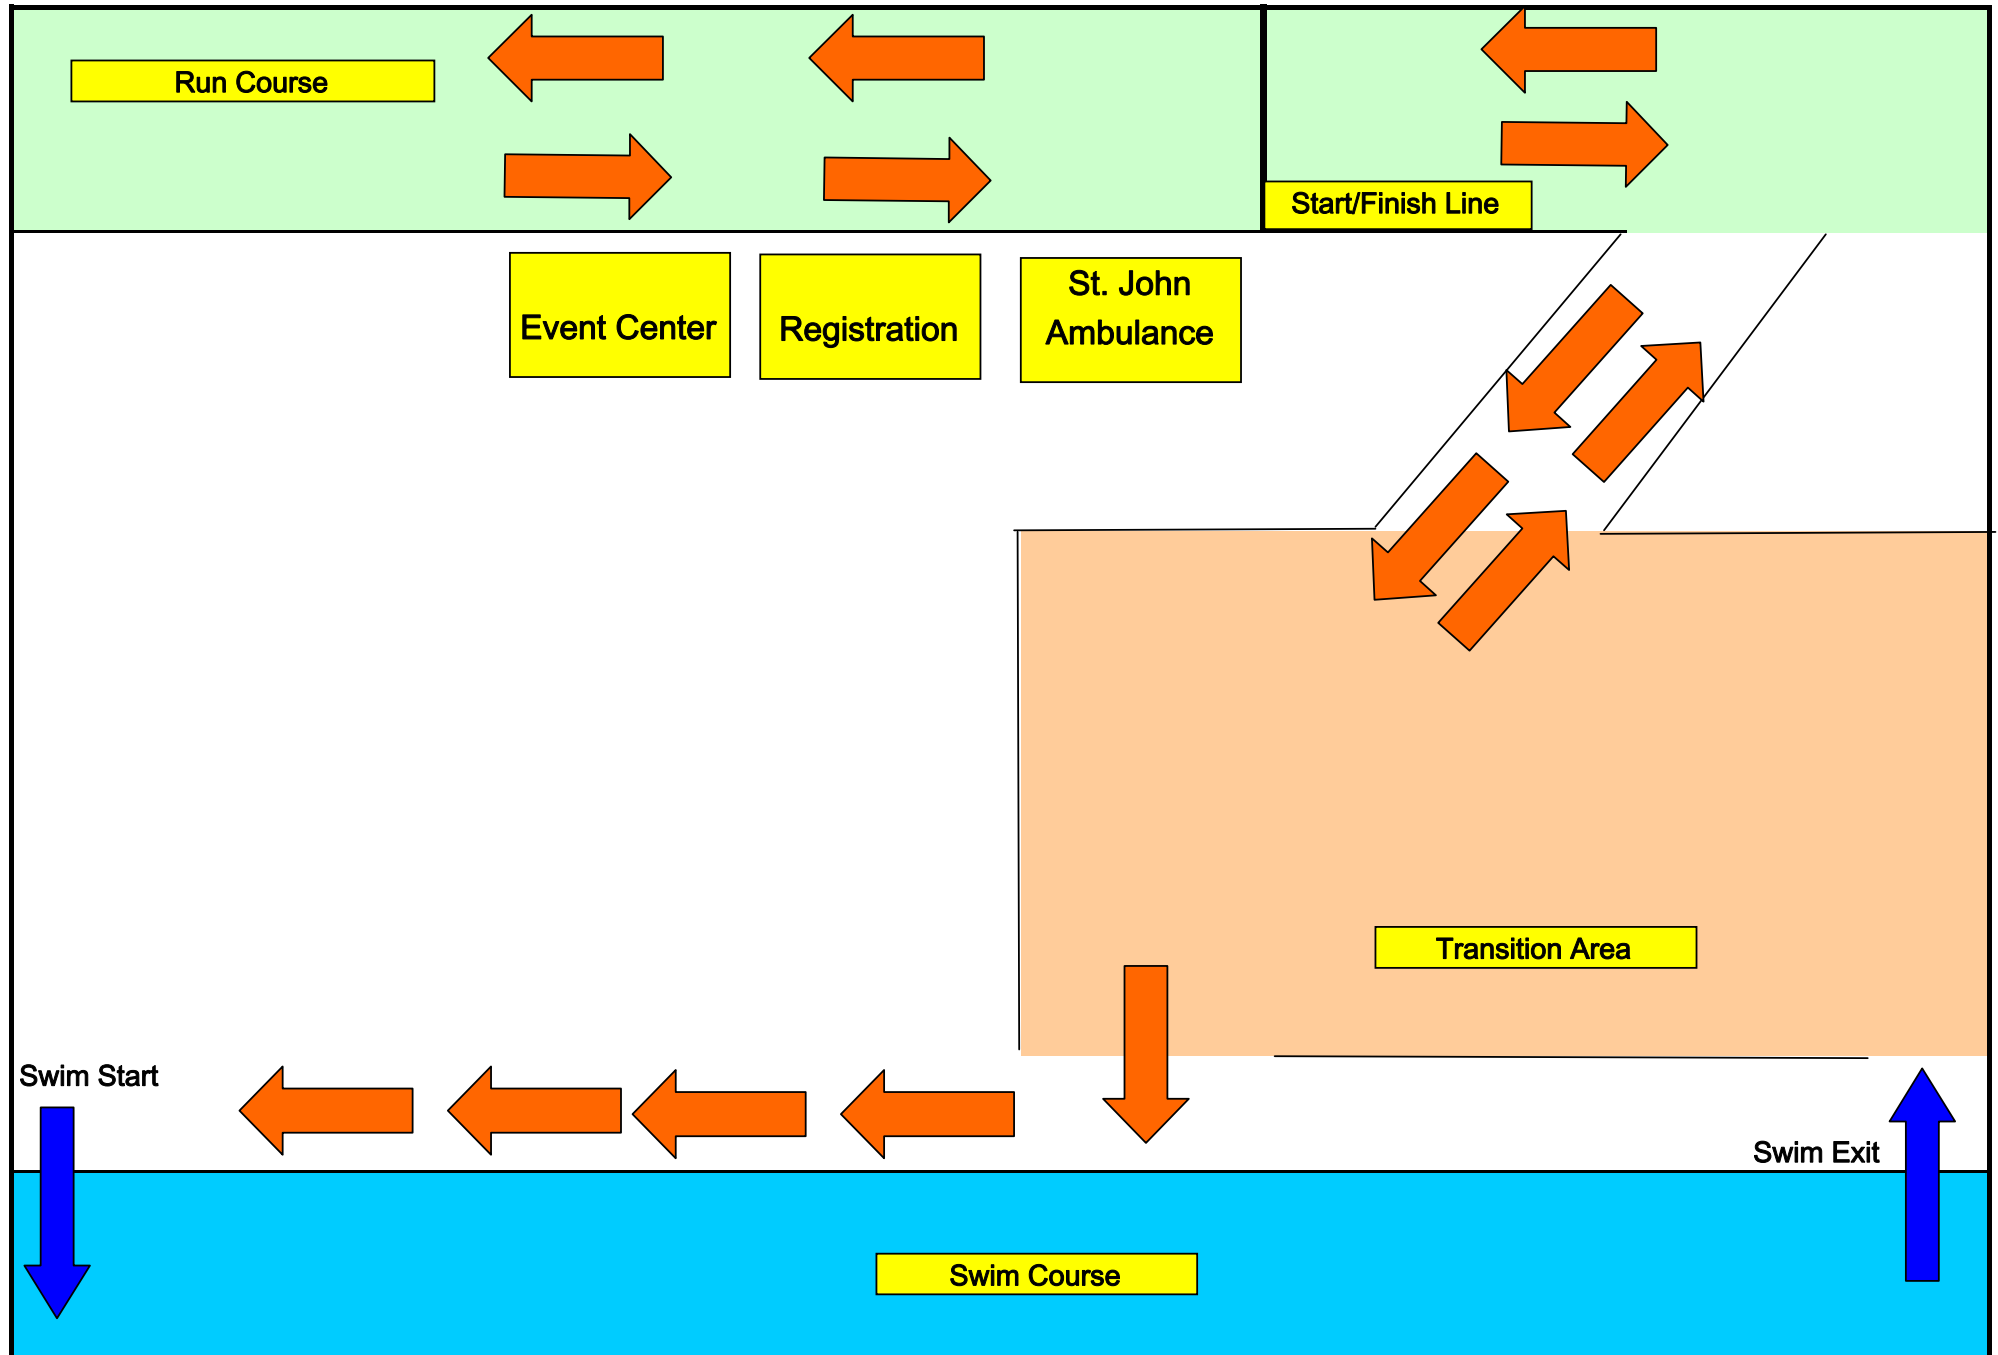 Run Course
Start/Finish Line
Event Center
Registration
St. John
Ambulance
Transition Area
Swim Start
Swim Exit
Swim Course